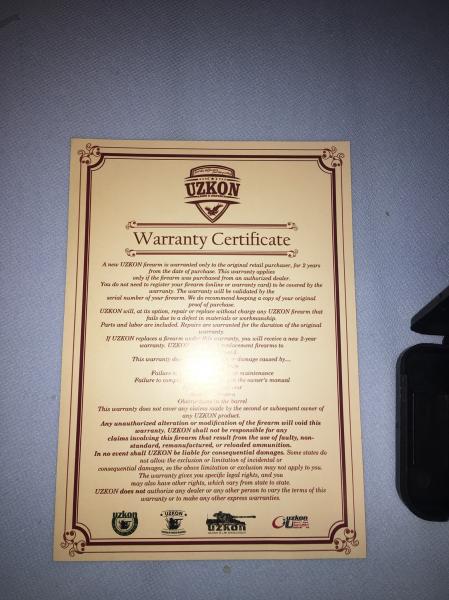 UZKON
Warranty Certificate
A new UZKON firearm is warranted only to the original retail purchaser, for 2 years
from the date of purchase. This warranty applies
only if the firearm was purchased from an authorized dealer.
You do not need to register your firearm (online or warranty card) to be covered by the
warranty. The warranty will be validated by the
serial number of your firearm. We do recommend keeping a copy of your original
proof of purchase.
UZKON will, at its option, repair or replace without charge any UZKON firearm that
fails due to a defect in materials or workmanship.
Parts and labor are included. Repairs are warranted for the duration of the original
warranty.
If UZKON replaces a firearm under this warranty, you will receive a new 2-year
warranty. UZKON replacement firearms to
This warranty does damage caused by...
Failure maintenance
Failure to the owner's manual
Obstructions in the barrel
This warranty does not cover any claims made by the second or subsequent owner of
any UZKON product.
Any unauthorized alteration or modification of the firearm will void this
warranty. UZKON shall not be responsible for any
claims involving this firearm that result from the use of faulty, non-
standard, remanufactured, or reloaded ammunition.
In no event shall UZKON be liable for consequential damages. Some states do
not allow the exclusion or limitation of incidental or
consequential damages, so the above limitation or exclusion may not apply to you.
The warranty gives you specific legal rights, and you
may also have other rights, which vary from state to state.
UZKON does not authorize any dealer or any other person to vary the terms of this
warranty or to make any other express warranties.
uzkon
UZKON
uzkon
uzkon
USA